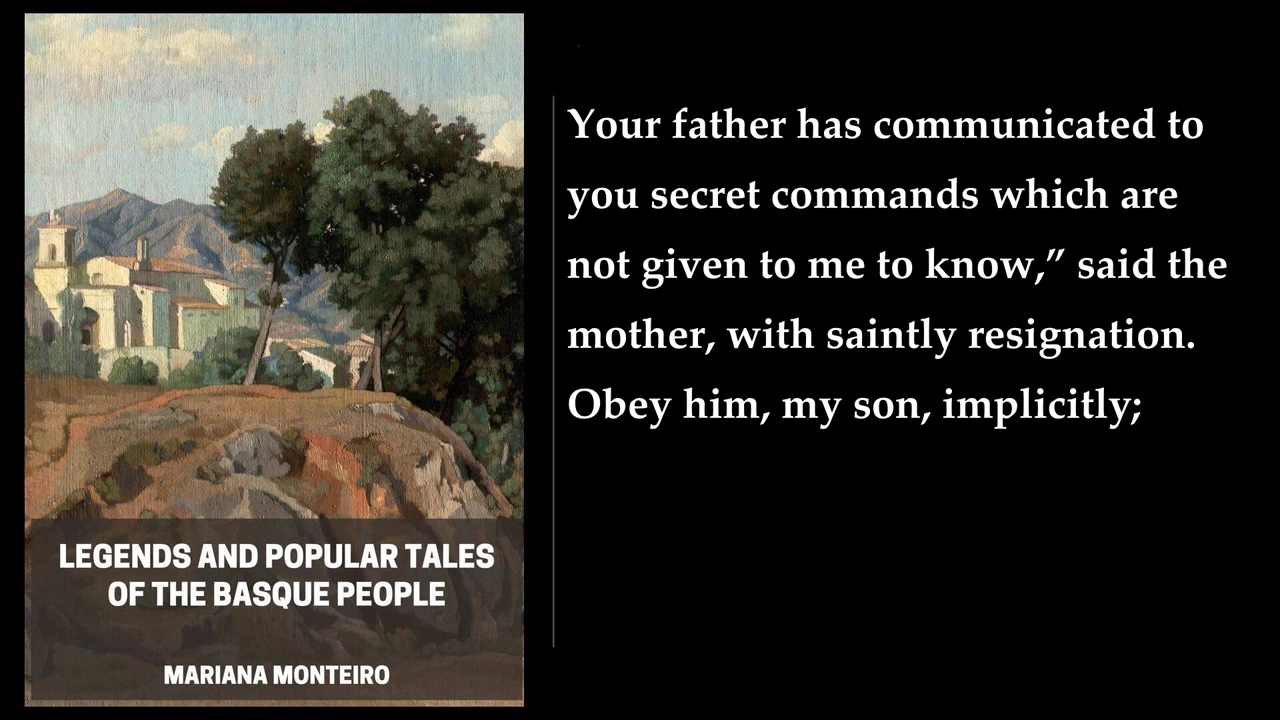 LEGENDS AND POPULAR TALES
OF THE BASQUE PEOPLE
MARIANA MONTEIRO
Your father has communicated to
you secret commands which are
not given to me to know,” said the
mother, with saintly resignation.
Obey him, my son, implicitly;